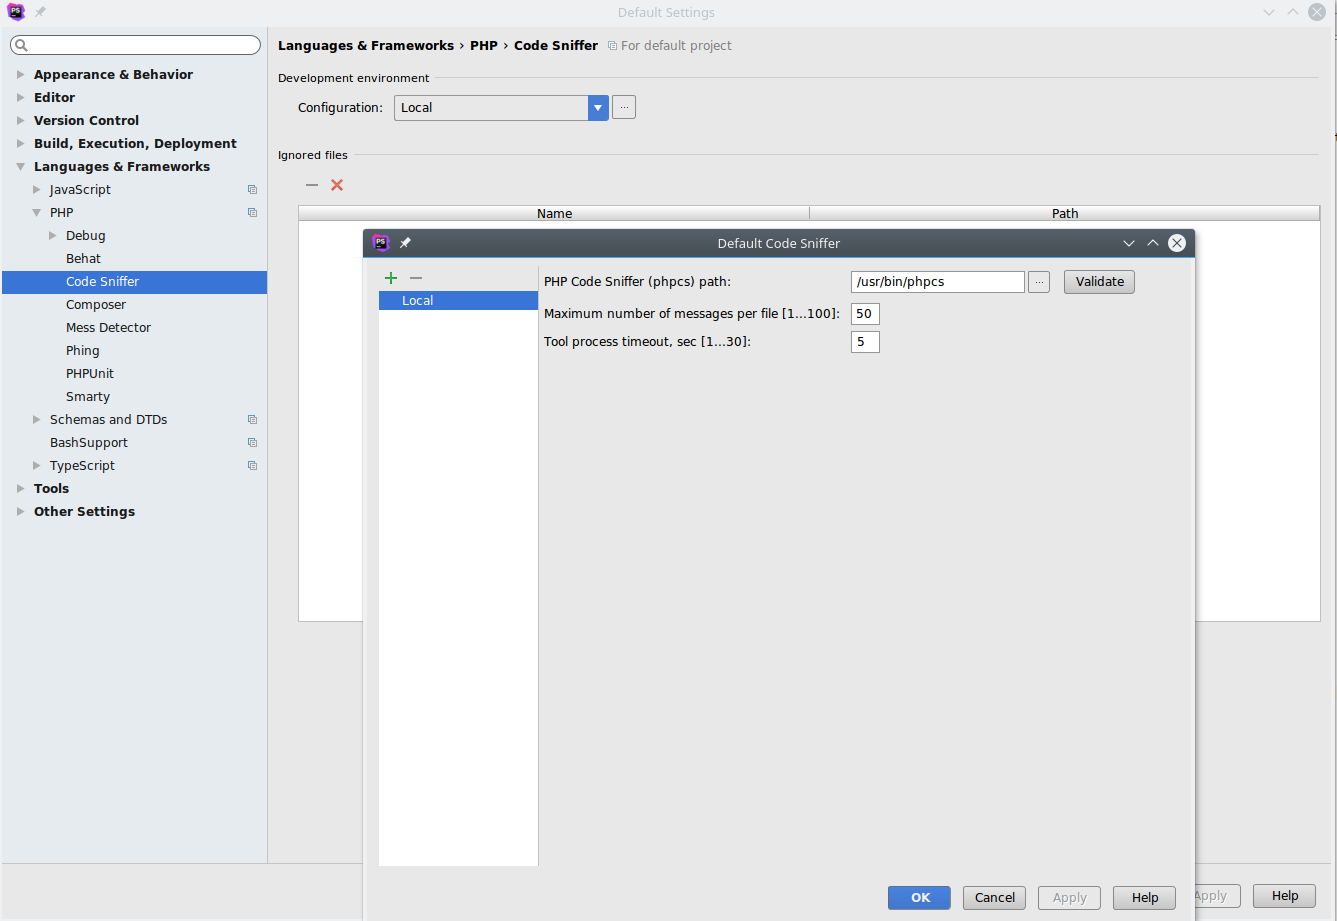 PS
Default Settings
Languages & Frameworks › PHP › Code Sniffer For default project
Appearance & Behavior
Editor
Version Control
Build, Execution, Deployment
Languages & Frameworks
JavaScript
PHP
Debug
Behat
Code Sniffer
Composer
Mess Detector
Phing
PHPUnit
Smarty
Schemas and DTDs
BashSupport
TypeScript
Tools
Other Settings
Development environment
Configuration: Local ...
Ignored files
Name Path
PS
Default Code Sniffer
Local
PHP Code Sniffer (phpcs) path: /usr/bin/phpcs ... Validate
Maximum number of messages per file [1...100]: 50
Tool process timeout, sec [1...30]: 5
OK Cancel Apply Help
Apply Help